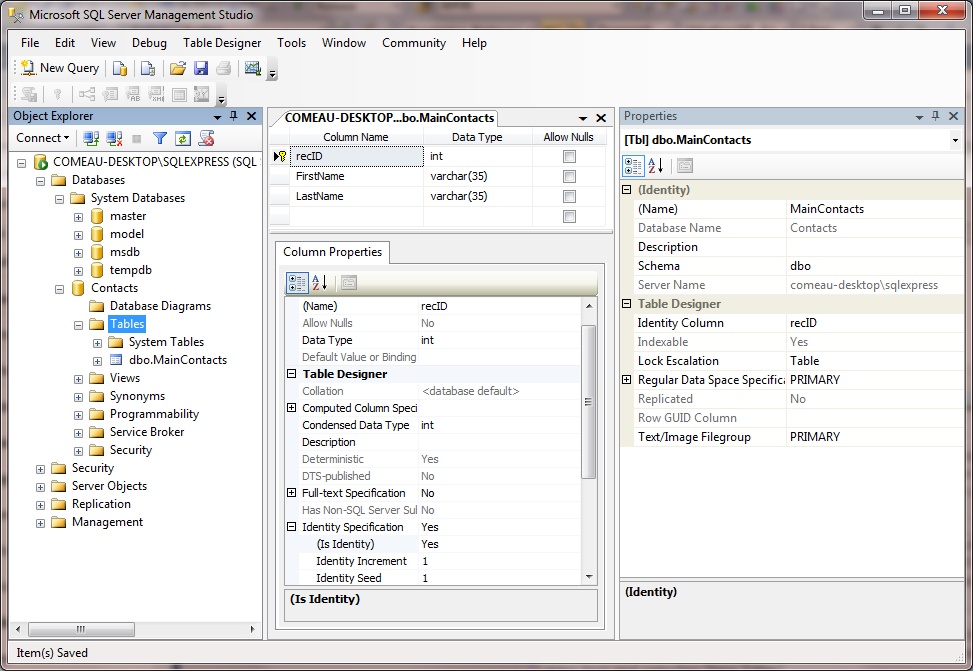 Microsoft SQL Server Management Studio
File Edit View Debug Table Designer Tools Window Community Help
New Query
Object Explorer
Connect
COMEAU-DESKTOP\SQLEXPRESS (SQL
Databases
System Databases
master
model
msdb
tempdb
Contacts
Database Diagrams
Tables
System Tables
dbo.MainContacts
Views
Synonyms
Programmability
Service Broker
Security
Security
Server Objects
Replication
Management
COMEAU-DESKTOP...bo.MainContacts
Column Name Data Type Allow Nulls
recID int
FirstName varchar(35)
LastName varchar(35)
Column Properties
(Name) recID
Allow Nulls No
Data Type int
Default Value or Binding
Table Designer
Collation <database default>
Computed Column Speci
Condensed Data Type int
Description
Deterministic Yes
DTS-published No
Full-text Specification No
Has Non-SQL Server Sul No
Identity Specification Yes
(Is Identity) Yes
Identity Increment 1
Identity Seed 1
(Is Identity)
Properties
[Tbl] dbo.MainContacts
(Identity)
(Name) MainContacts
Database Name Contacts
Description
Schema dbo
Server Name comeau-desktop\sqlexpress
Table Designer
Identity Column recID
Indexable Yes
Lock Escalation Table
Regular Data Space Specifica PRIMARY
Replicated No
Row GUID Column
Text/Image Filegroup PRIMARY
(Identity)
Item(s) Saved